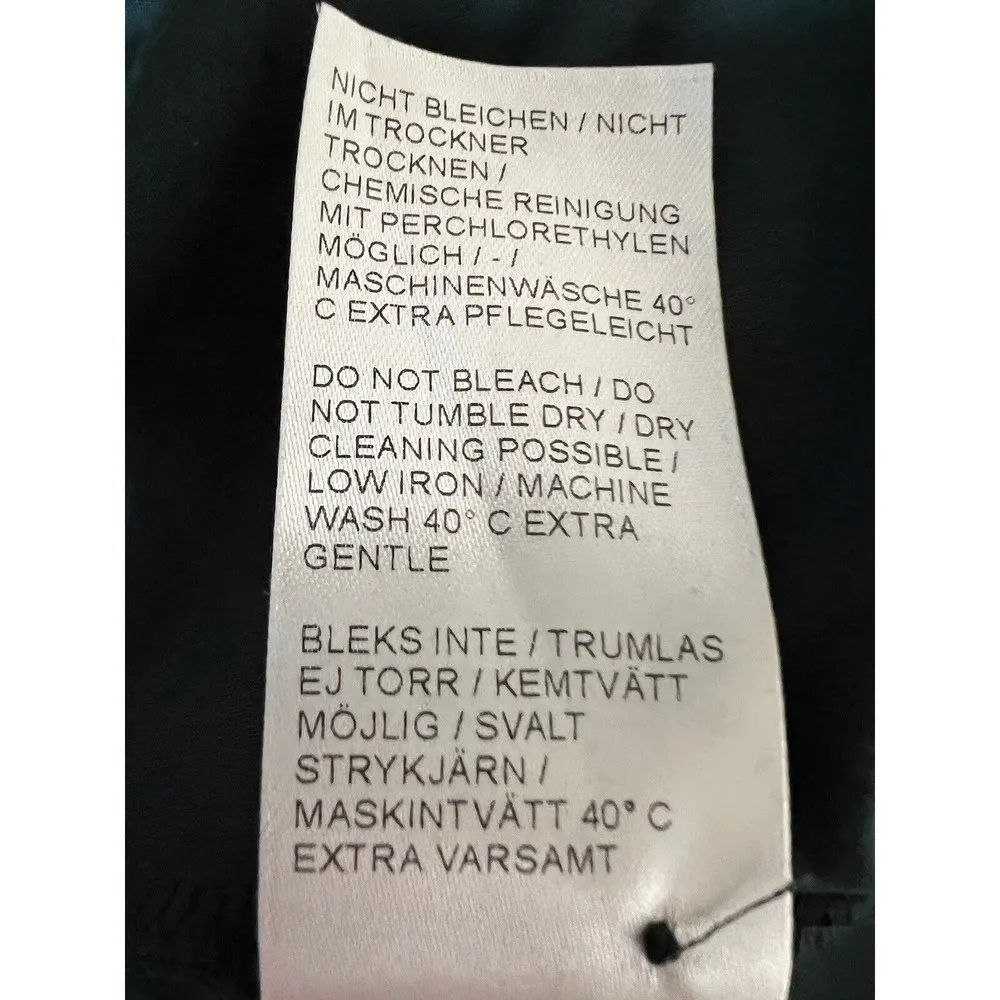 NICHT BLEICHEN / NICHT
IM TROCKNER
TROCKNEN /
CHEMISCHE REINIGUNG
MIT PERCHLORETHYLEN
MÖGLICH / - /
MASCHINENWÄSCHE 40°
C EXTRA PFLEGELEICHT
DO NOT BLEACH / DO
NOT TUMBLE DRY / DRY
CLEANING POSSIBLE /
LOW IRON / MACHINE
WASH 40° C EXTRA
GENTLE
BLEKS INTE / TRUMLAS
EJ TORR / KEMTVÄTT
MÖJLIG / SVALT
STRYKJÄRN /
MASKINTVÄTT 40° C
EXTRA VARSAMT